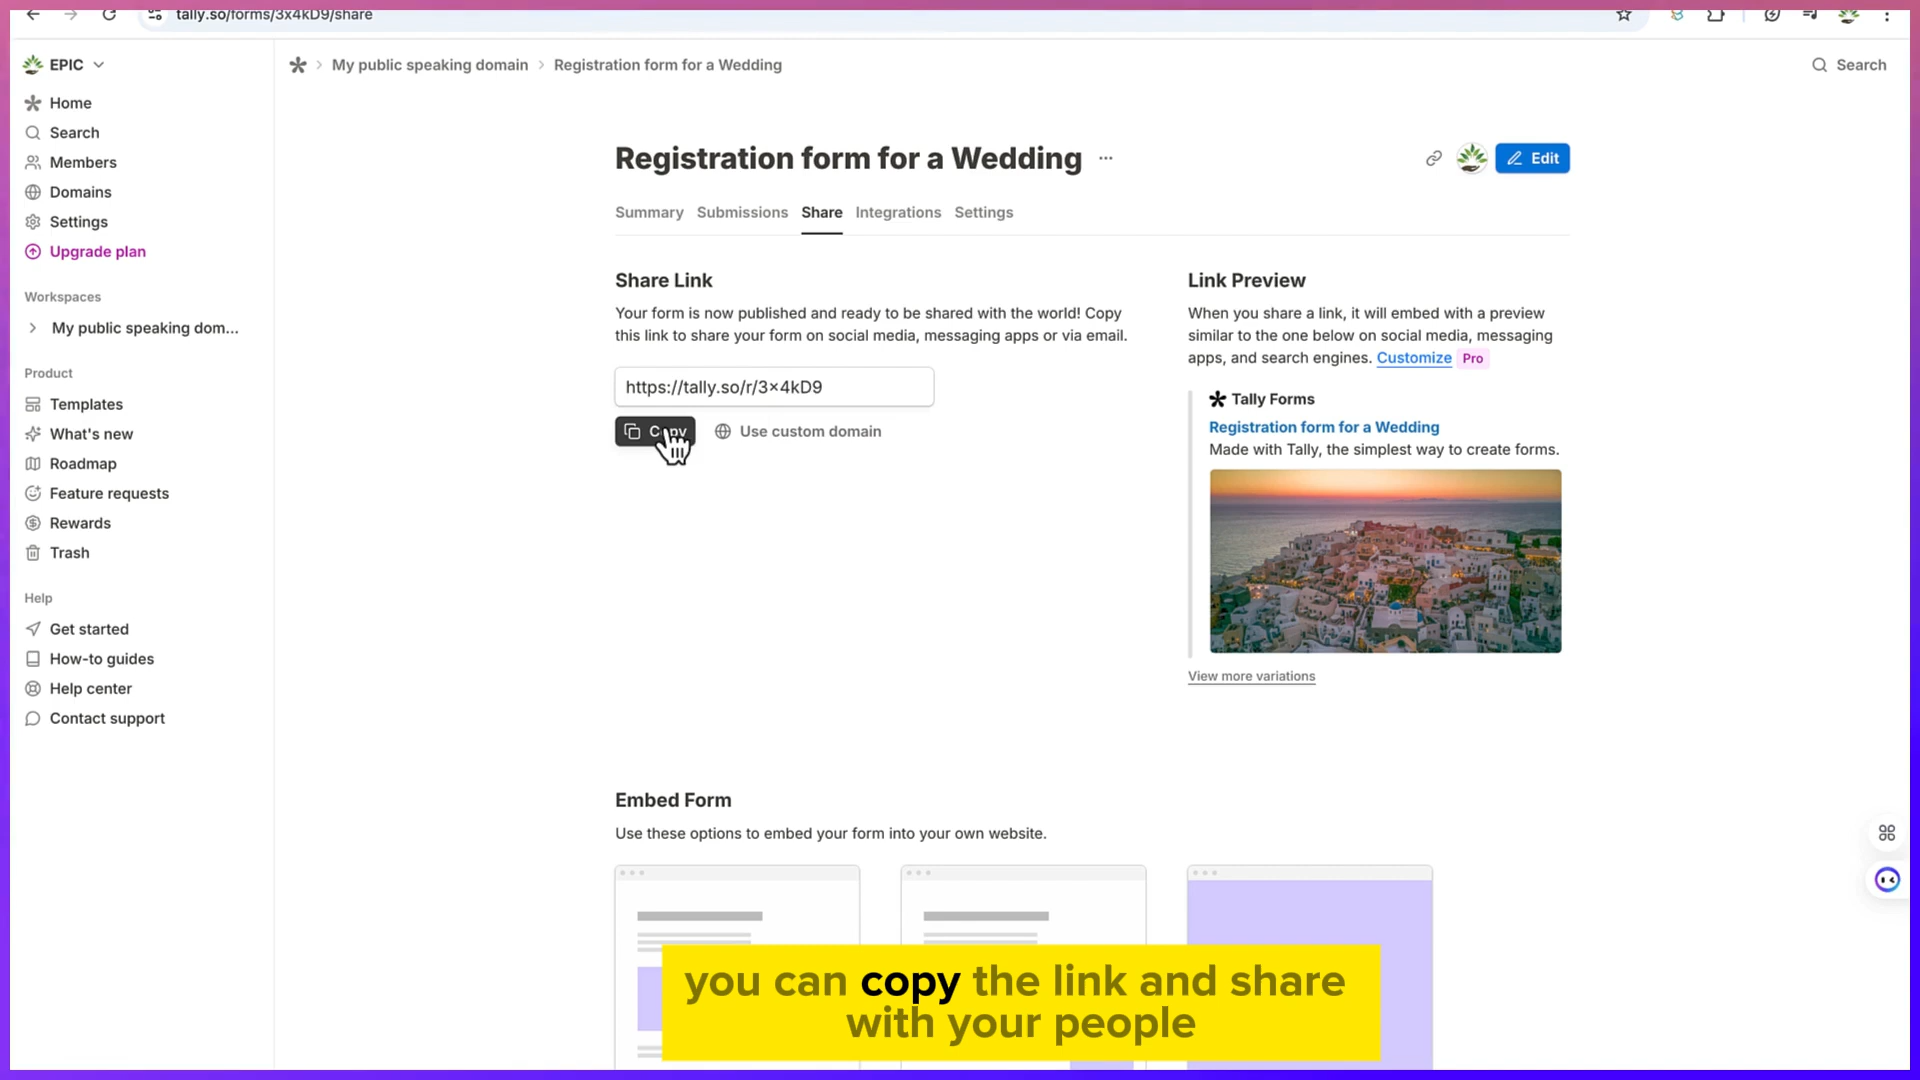 tally.so/forms/3x4kD9/share
EPIC
My public speaking domain
Registration form for a Wedding
Search
Home
Search
Members
Domains
Settings
Upgrade plan
Workspaces
My public speaking dom...
Product
Templates
What's new
Roadmap
Feature requests
Rewards
Trash
Help
Get started
How-to guides
Help center
Contact support
Registration form for a Wedding
Edit
Summary Submissions Share Integrations Settings
Share Link
Your form is now published and ready to be shared with the world! Copy
this link to share your form on social media, messaging apps or via email.
https://tally.so/r/3×4kD9
Copy
Use custom domain
Link Preview
When you share a link, it will embed with a preview
similar to the one below on social media, messaging
apps, and search engines. Customize Pro
Tally Forms
Registration form for a Wedding
Made with Tally, the simplest way to create forms.
View more variations
Embed Form
Use these options to embed your form into your own website.
you can copy the link and share
with your people